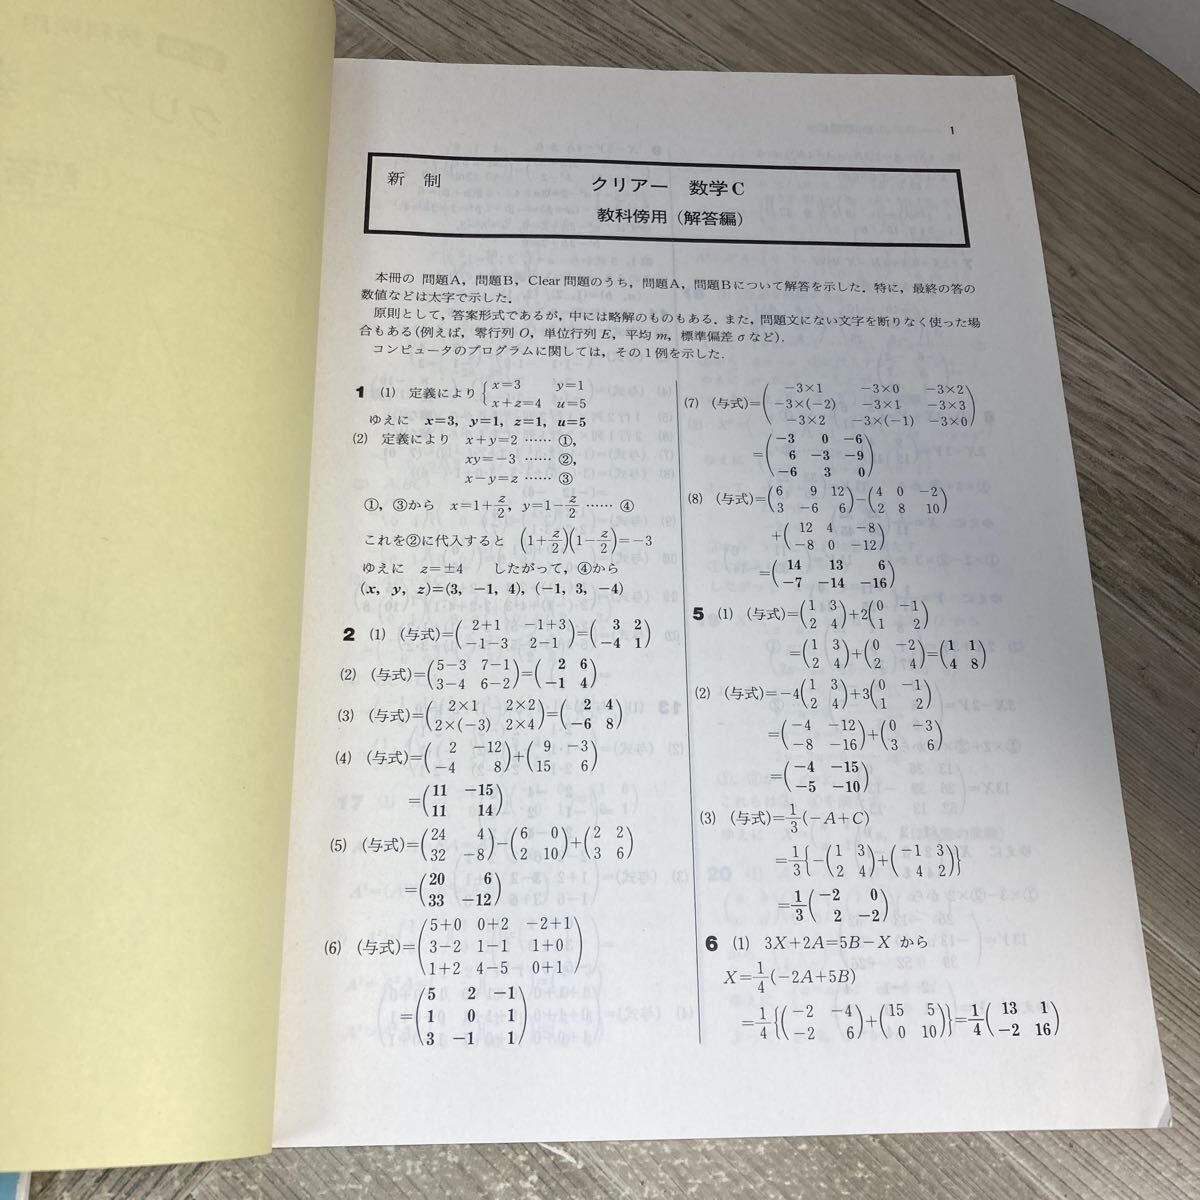 1
新 制
クリアー 数学C
教科傍用(解答編)
本冊の 問題A,問題B,Clear 問題のうち,問題A,問題Bについて解答を示した.特に,最終の答の
数値などは太字で示した.
原則として,答案形式であるが,中には略解のものもある.また,問題文にない文字を断りなく使った場
合もある(例えば,零行列 O,単位行列 E,平均 m,標準偏差 σ など).
コンピュータのプログラムに関しては,その1例を示した.
1 (1) 定義により { x=3 y=1
x+z=4 u=5
ゆえに x=3, y=1, z=1, u=5
(2) 定義により x+y=2 …… ①,
xy=-3 …… ②,
x-y=z …… ③
①,③から x=1+z/2, y=1-z/2 …… ④
これを②に代入すると (1+z/2)(1-z/2)=-3
ゆえに z=±4 したがって,④から
(x, y, z)=(3, -1, 4), (-1, 3, -4)
2 (1) (与式)=(2+1 -1+3
-1-3 2-1)=(3 2
-4 1)
(2) (与式)=(5-3 7-1
3-4 6-2)=(2 6
-1 4)
(3) (与式)=(2×1 2×2
2×(-3) 2×4)=(2 4
-6 8)
(4) (与式)=(2 -12
-4 8)+(9 -3
15 6)
=(11 -15
11 14)
(5) (与式)=(24 4
32 -8)-(6 0
2 10)+(2 2
3 6)
=(20 6
33 -12)
(6) (与式)=(5+0 0+2 -2+1
3-2 1-1 1+0
1+2 4-5 0+1)
=(5 2 -1
1 0 1
3 -1 1)
(7) (与式)=(-3×1 -3×0 -3×2
-3×(-2) -3×1 -3×3
-3×2 -3×(-1) -3×0)
=(-3 0 -6
6 -3 -9
-6 3 0)
(8) (与式)=(6 9 12
3 -6 6)-(4 0 -2
2 8 10)
+(12 4 -8
-8 0 -12)
=(14 13 6
-7 -14 -16)
5 (1) (与式)=(1 3
2 4)+2(0 -1
1 2)
=(1 3
2 4)+(0 -2
2 4)=(1 1
4 8)
(2) (与式)=-4(1 3
2 4)+3(0 -1
1 2)
=(-4 -12
-8 -16)+(0 -3
3 6)
=(-4 -15
-5 -10)
(3) (与式)=1/3(-A+C)
=1/3{-(1 3
2 4)+(-1 3
4 2)}
=1/3(-2 0
2 -2)
6 (1) 3X+2A=5B-X から
X=1/4(-2A+5B)
=1/4{(-2 -4
-2 6)+(15 5
0 10)}=1/4(13 1
-2 16)